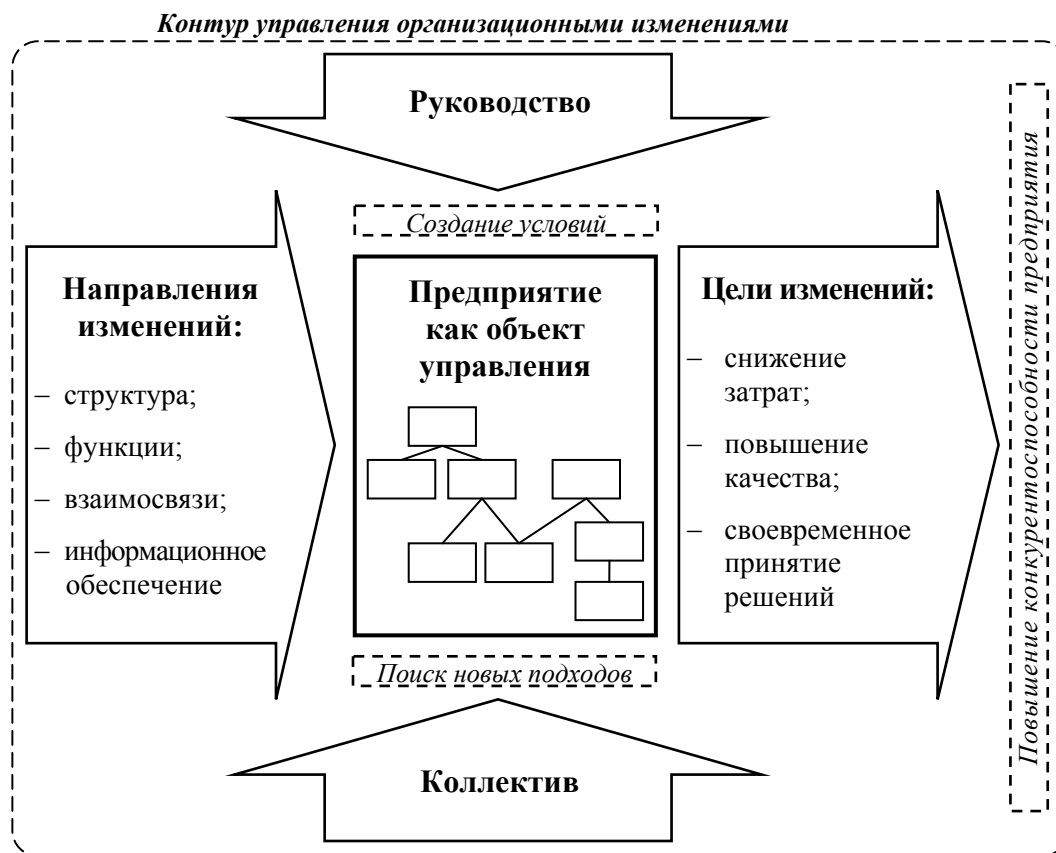 Контур управления организационными изменениями
Руководство
Создание условий
Направления
изменений:
– структура;
– функции;
– взаимосвязи;
– информационное
обеспечение
Предприятие
как объект
управления
Цели изменений:
– снижение
затрат;
– повышение
качества;
– своевременное
принятие
решений
Повышение конкурентоспособности предприятия
Поиск новых подходов
Коллектив